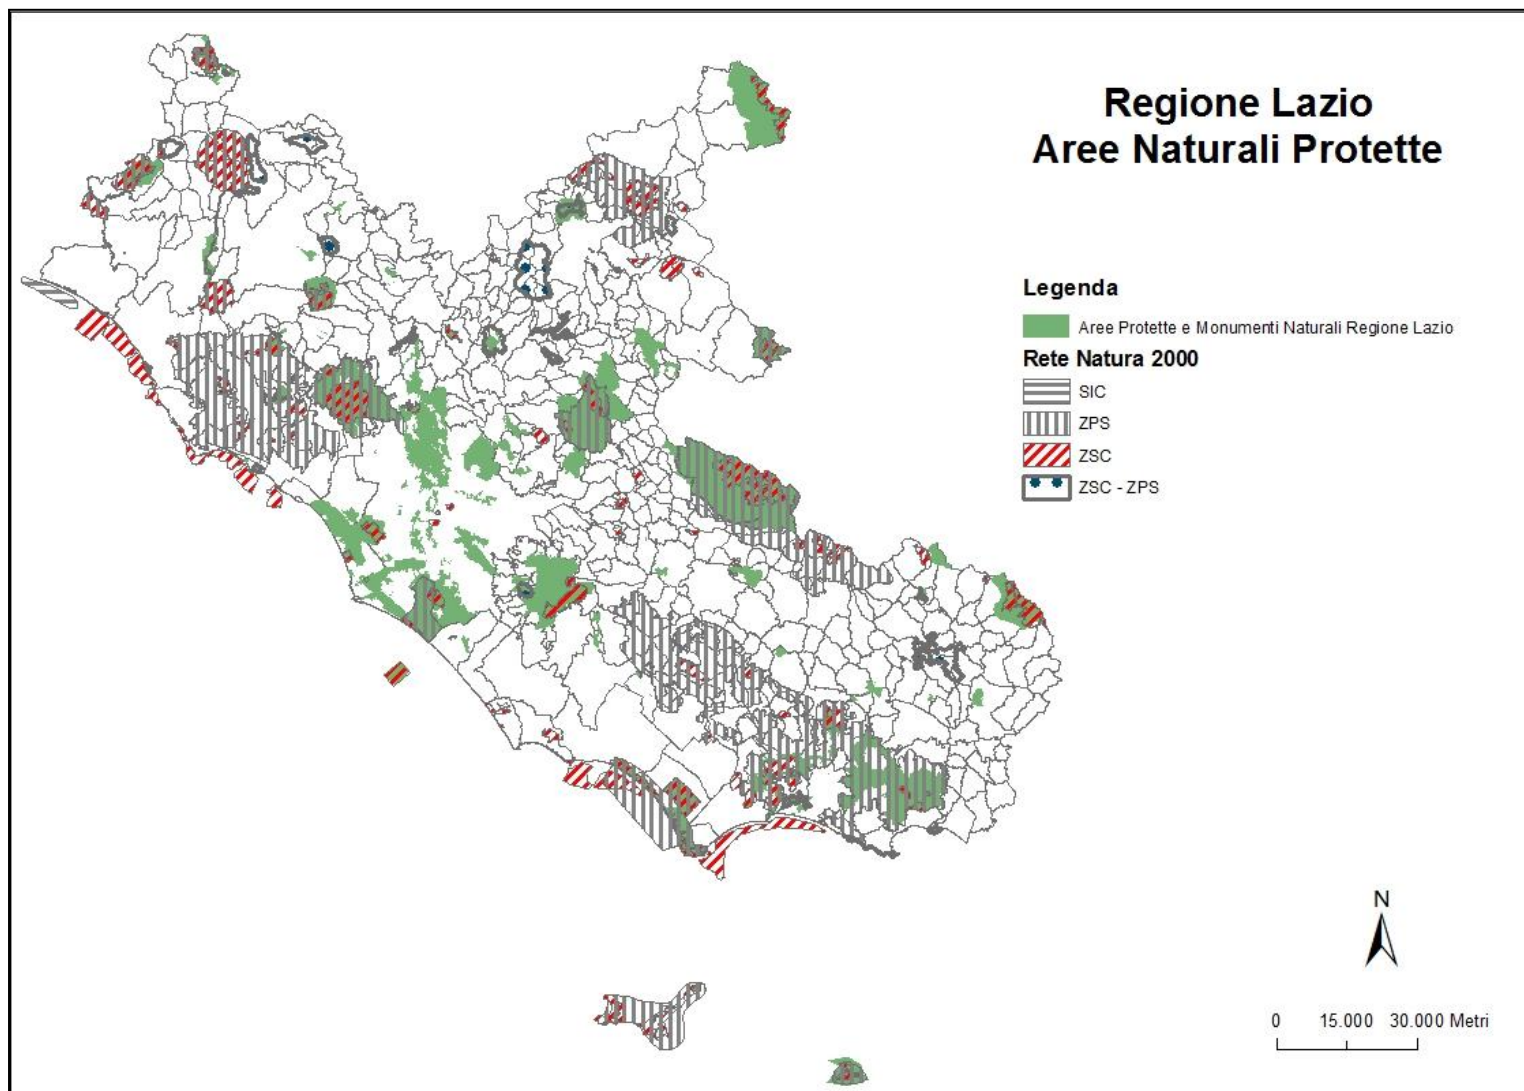 Regione Lazio
Aree Naturali Protette
Legenda
Aree Protette e Monumenti Naturali Regione Lazio
Rete Natura 2000
SIC
ZPS
ZSC
ZSC - ZPS
N
0 15.000 30.000 Metri